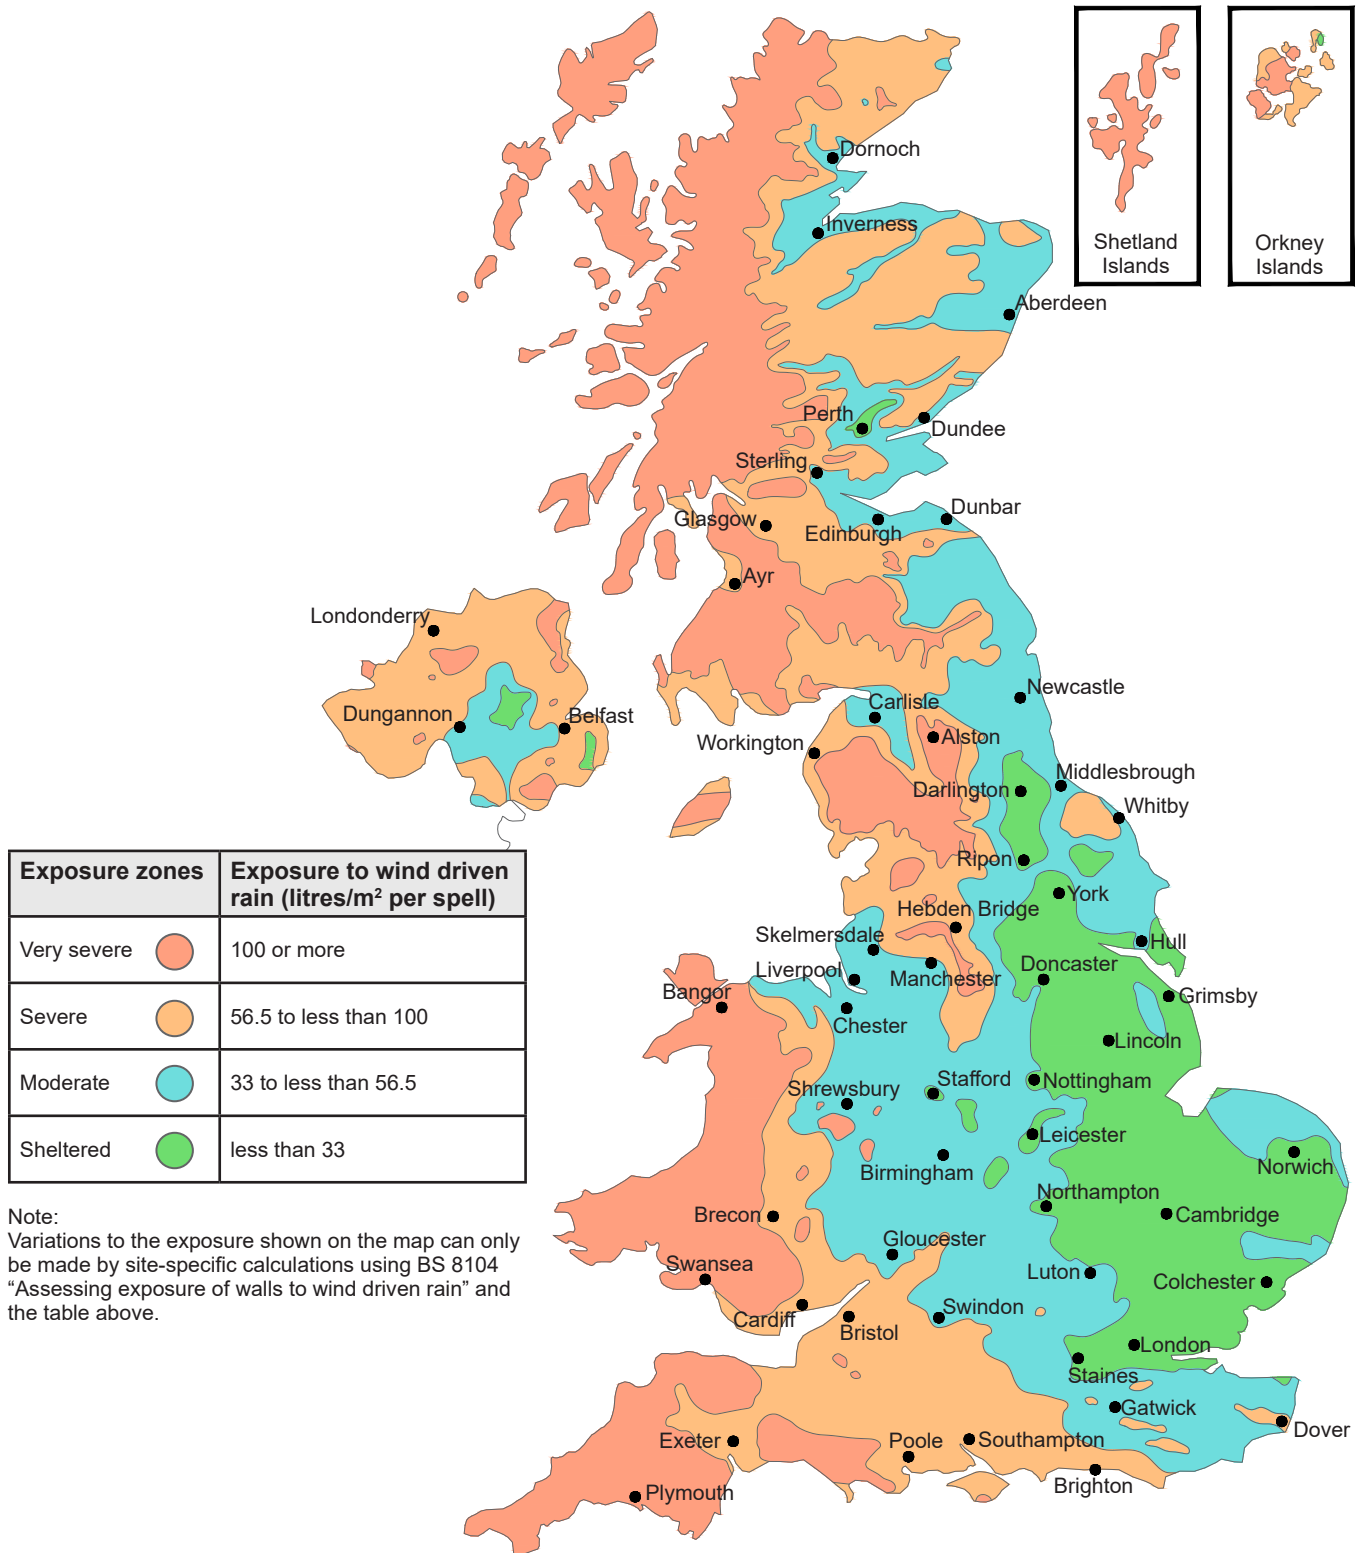 Shetland
Islands
Orkney
Islands
Dornoch
Inverness
Aberdeen
Perth
Dundee
Sterling
Dunbar
Glasgow
Edinburgh
Ayr
Londonderry
Newcastle
Carlisle
Dungannon
Belfast
Workington
Alston
Middlesbrough
Darlington
Whitby
Ripon
York
Hebden Bridge
Skelmersdale
Hull
Liverpool
Manchester
Doncaster
Bangor
Grimsby
Chester
Lincoln
Stafford
Nottingham
Shrewsbury
Leicester
Birmingham
Norwich
Northampton
Brecon
Cambridge
Gloucester
Swansea
Luton
Colchester
Cardiff
Swindon
Bristol
London
Staines
Gatwick
Dover
Exeter
Poole
Southampton
Plymouth
Brighton
Exposure zones
Exposure to wind driven
rain (litres/m² per spell)
Very severe
100 or more
Severe
56.5 to less than 100
Moderate
33 to less than 56.5
Sheltered
less than 33
Note:
Variations to the exposure shown on the map can only
be made by site-specific calculations using BS 8104
“Assessing exposure of walls to wind driven rain” and
the table above.